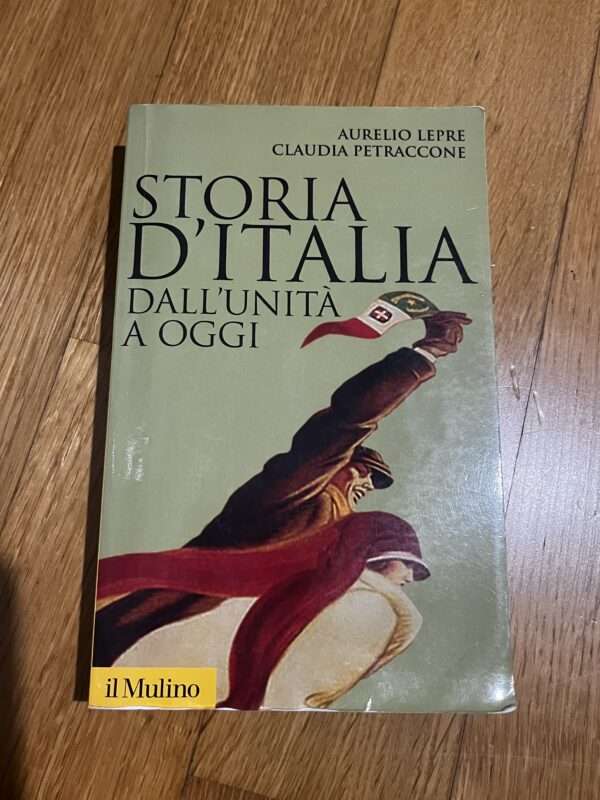 AURELIO LEPRE
CLAUDIA PETRACCONE
STORIA
D'ITALIA
DALL'UNITÀ
A OGGI
il Mulino